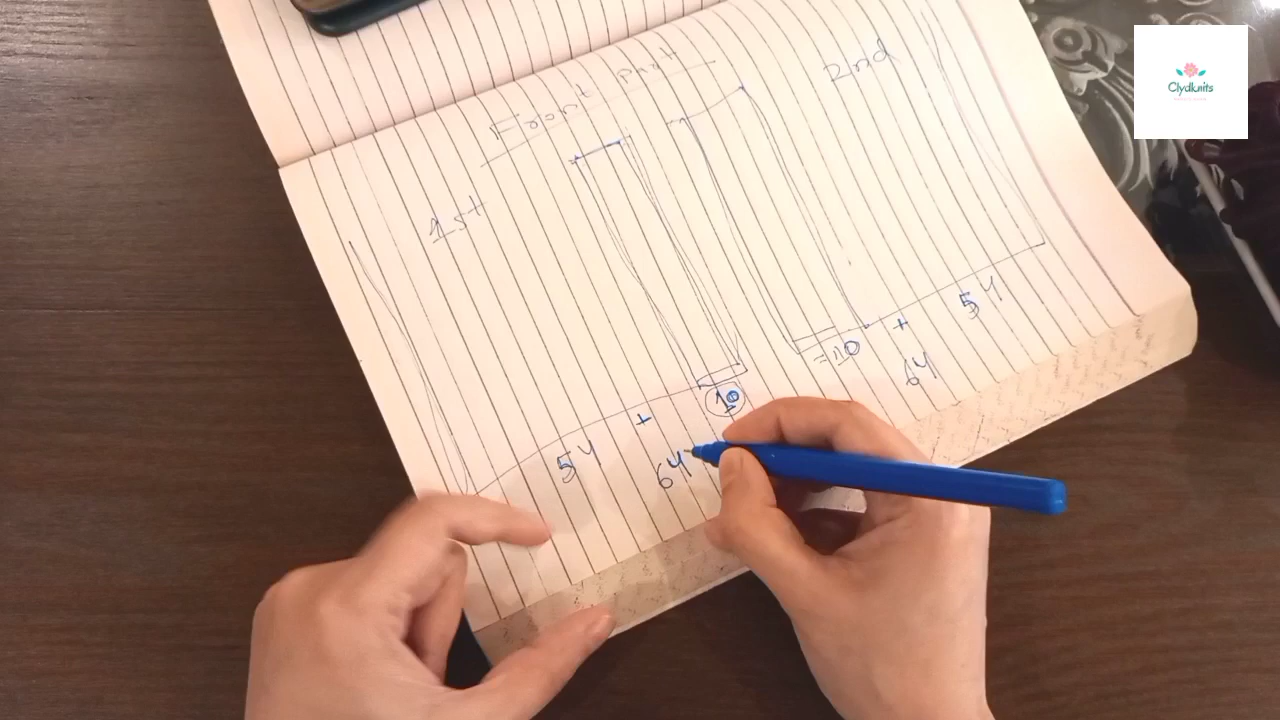 Front Part
1st
2nd
54 + 10
64
=10 + 54
64
Clydknits